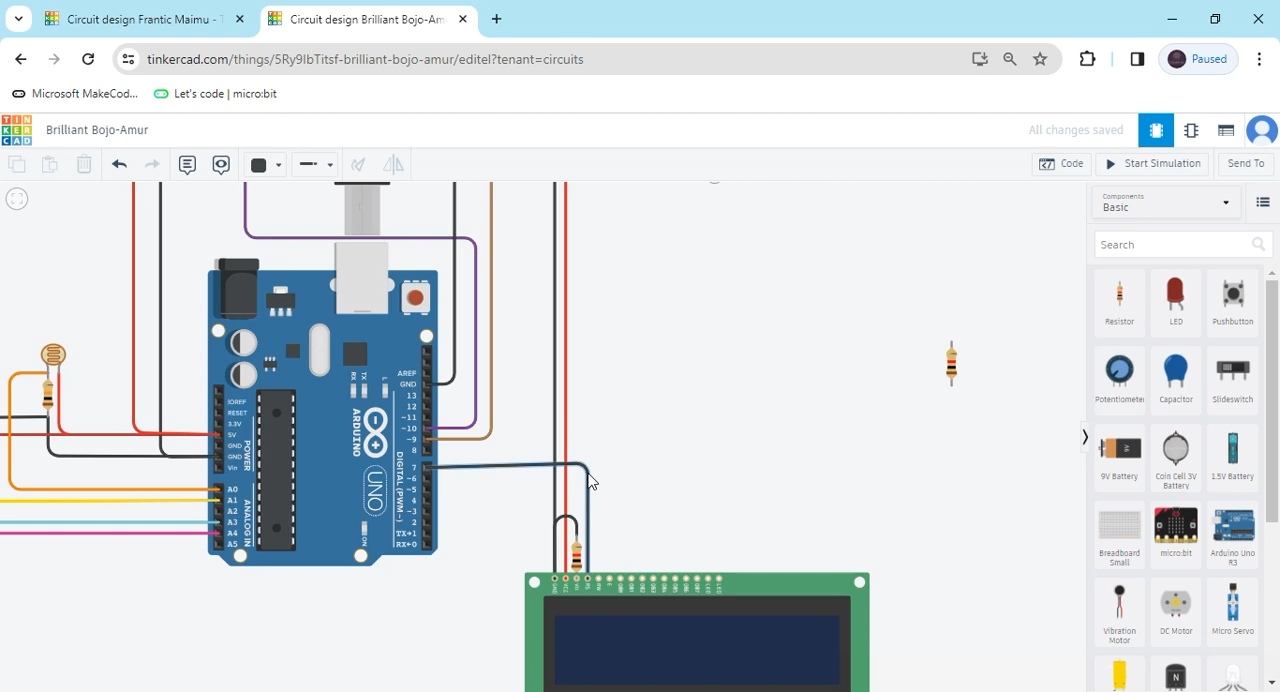 Circuit design Frantic Maimu - T
Circuit design Brilliant Bojo-Am
tinkercad.com/things/5Ry9lbTitsf-brilliant-bojo-amur/editel?tenant=circuits
Paused
Microsoft MakeCod...
Let's code | micro:bit
TIN
KER
CAD
Brilliant Bojo-Amur
All changes saved
Code
Start Simulation
Send To
Components
Basic
Search
Resistor
LED
Pushbutton
Potentiometer
Capacitor
Slideswitch
9V Battery
Coin Cell 3V Battery
1.5V Battery
Breadboard Small
micro:bit
Arduino Uno R3
Vibration Motor
DC Motor
Micro Servo
RX
TX
L
AREF
GND
13
12
~11
~10
~9
8
7
~6
~5
4
~3
2
TX→1
RX←0
DIGITAL (PWM~)
ARDUINO
UNO
ON
IOREF
RESET
3.3V
5V
GND
GND
Vin
POWER
A0
A1
A2
A3
A4
A5
ANALOG IN
GND
VCC